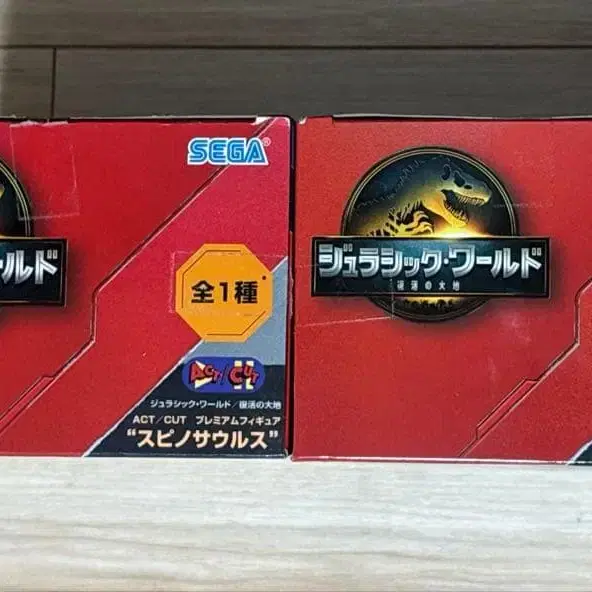 ールド
SEGA
全1種
ACT/CUT
ジュラシック・ワールド/復活の大地
ACT/CUT プレミアムフィギュア
“スピノサウルス”
ジュラシック・ワールド
復活の大地